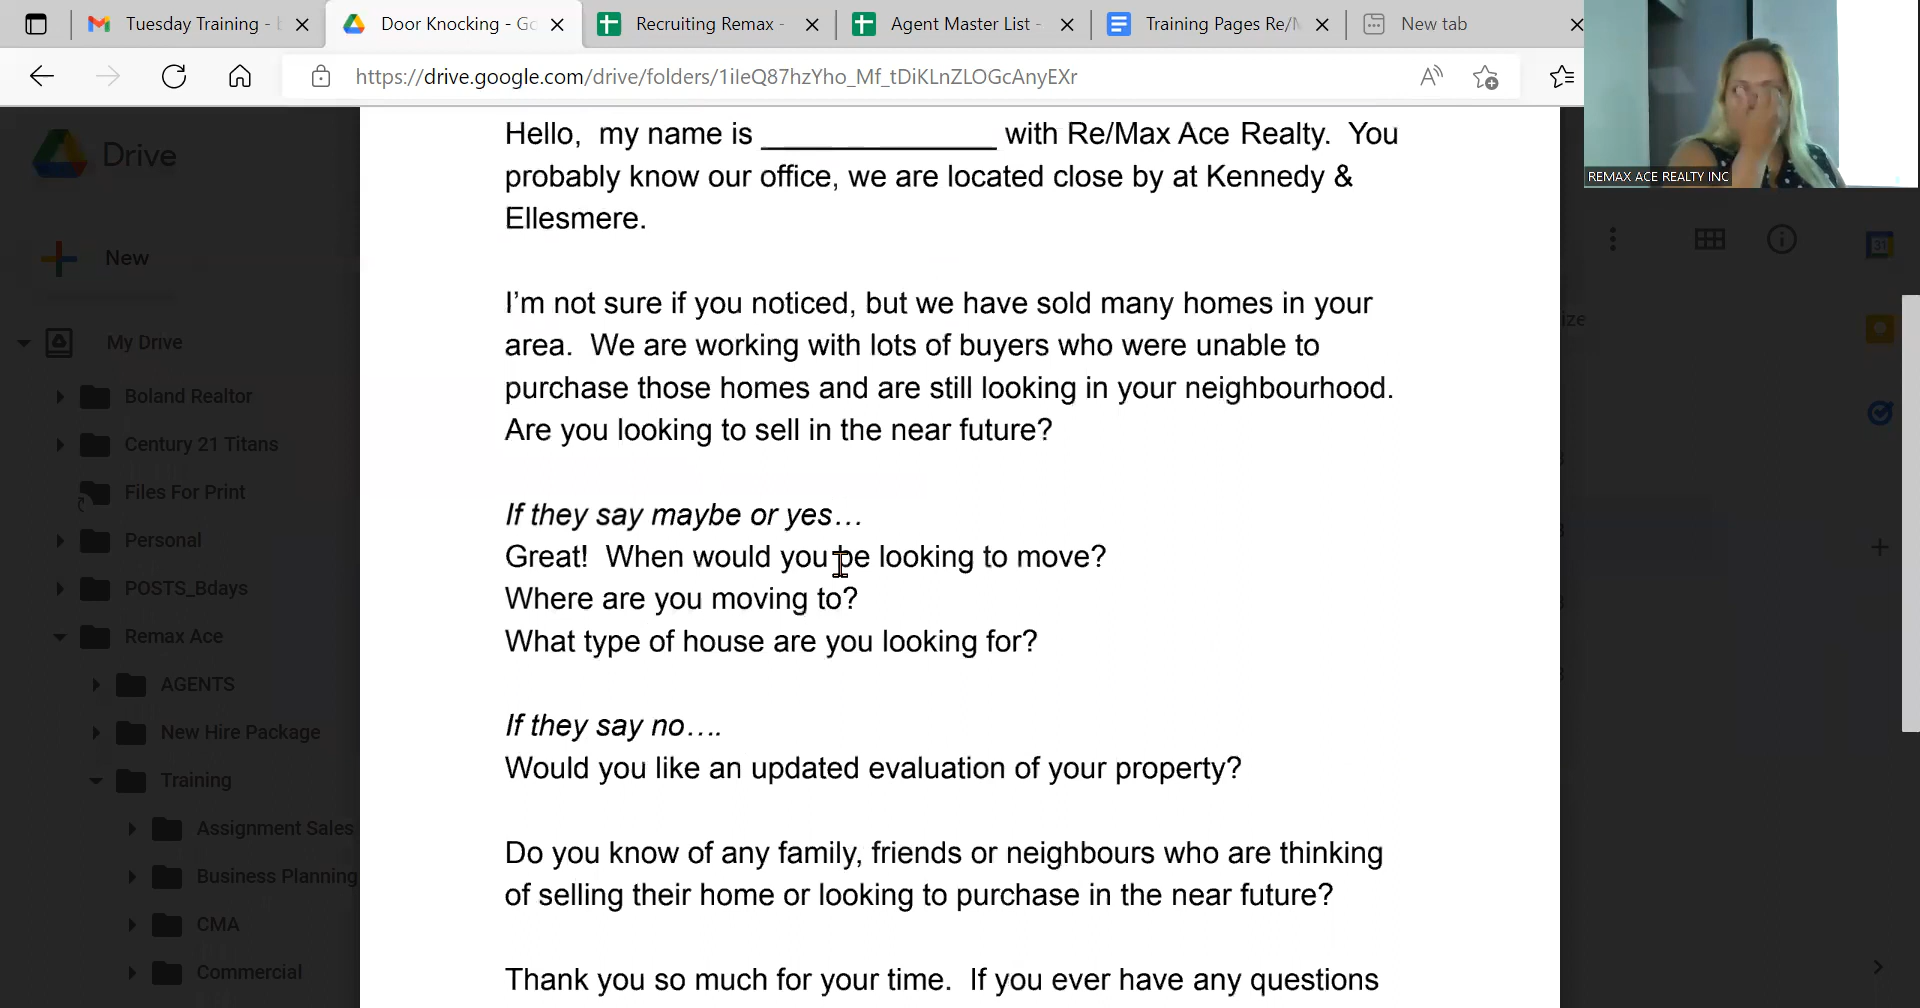 Tuesday Training -
Door Knocking - Go
Recruiting Remax -
Agent Master List -
Training Pages Re/M
New tab
https://drive.google.com/drive/folders/1iIeQ87hzYho_Mf_tDiKLnZLOGcAnyEXr
REMAX ACE REALTY INC
Drive
New
My Drive
Boland Realtor
Century 21 Titans
Files For Print
Personal
POSTS_Bdays
Remax Ace
AGENTS
New Hire Package
Training
Assignment Sales
Business Planning
CMA
Commercial
Hello,  my name is ______________ with Re/Max Ace Realty.  You
probably know our office, we are located close by at Kennedy &
Ellesmere.
I’m not sure if you noticed, but we have sold many homes in your
area.  We are working with lots of buyers who were unable to
purchase those homes and are still looking in your neighbourhood.
Are you looking to sell in the near future?
If they say maybe or yes…
Great!  When would you be looking to move?
Where are you moving to?
What type of house are you looking for?
If they say no….
Would you like an updated evaluation of your property?
Do you know of any family, friends or neighbours who are thinking
of selling their home or looking to purchase in the near future?
Thank you so much for your time.  If you ever have any questions
31